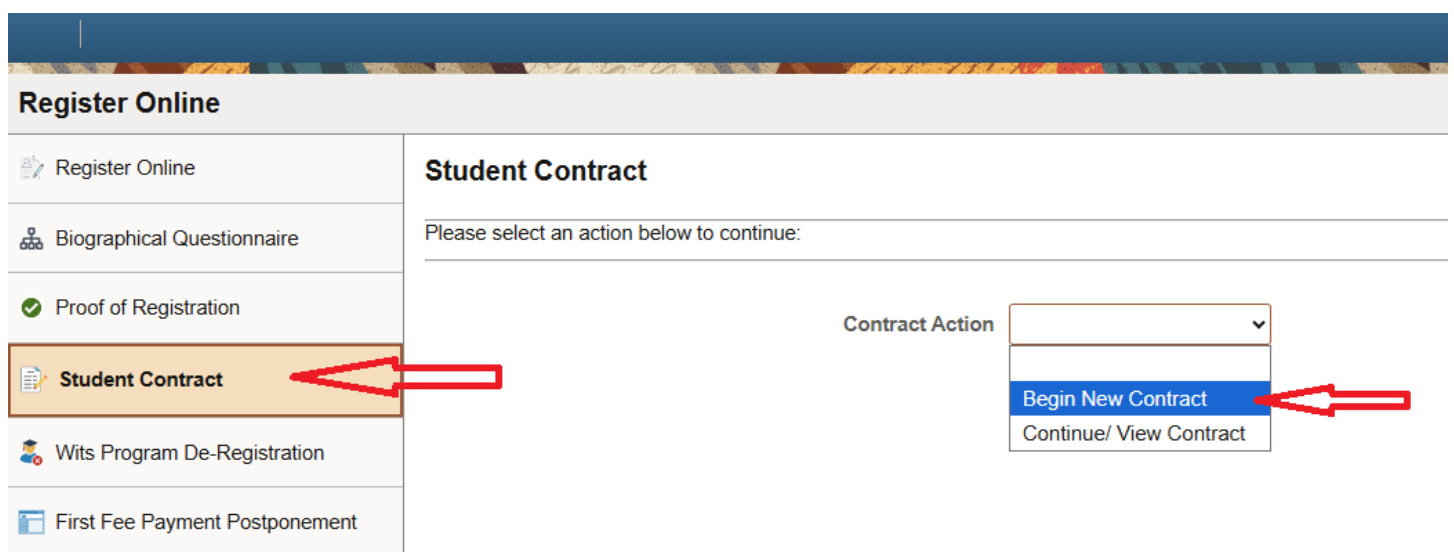 Register Online
Register Online
Biographical Questionnaire
Proof of Registration
Student Contract
Wits Program De-Registration
First Fee Payment Postponement
Student Contract
Please select an action below to continue:
Contract Action
Begin New Contract
Continue/ View Contract